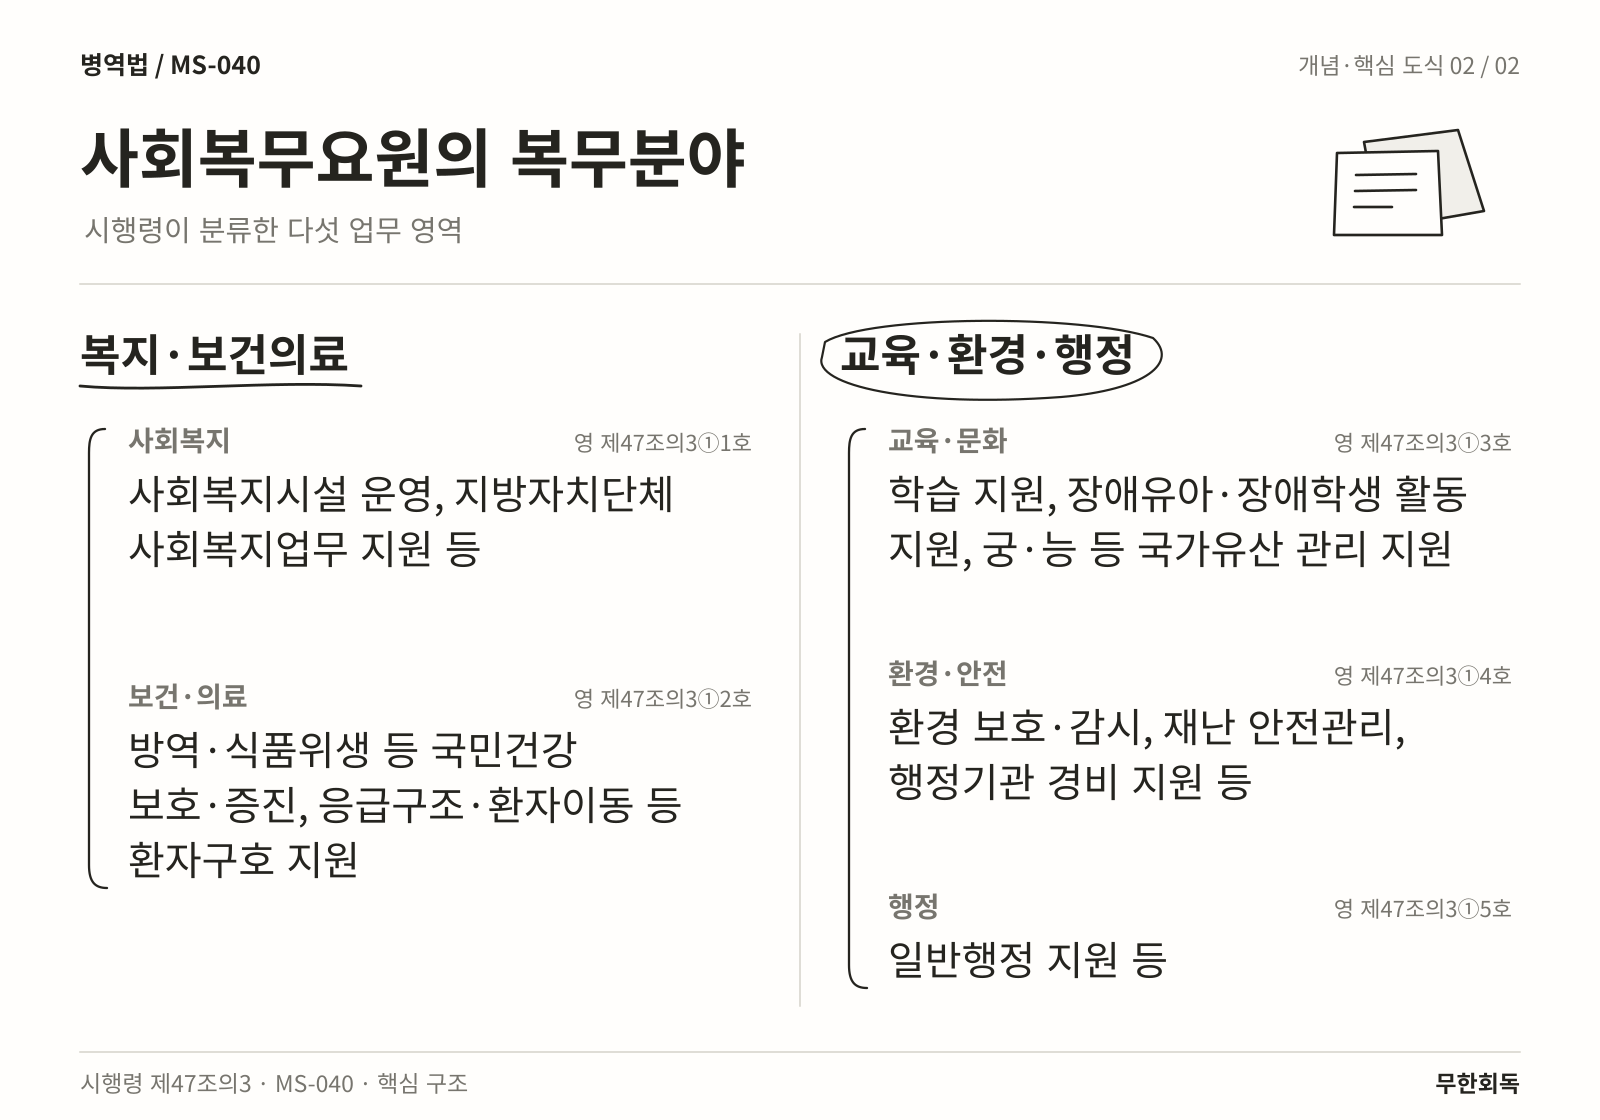 병역법 / MS-040
개념·핵심 도식 02 / 02
사회복무요원의 복무분야
시행령이 분류한 다섯 업무 영역
복지·보건의료
사회복지
영 제47조의3①1호
사회복지시설 운영, 지방자치단체
사회복지업무 지원 등
보건·의료
영 제47조의3①2호
방역·식품위생 등 국민건강
보호·증진, 응급구조·환자이동 등
환자구호 지원
교육·환경·행정
교육·문화
영 제47조의3①3호
학습 지원, 장애유아·장애학생 활동
지원, 궁·능 등 국가유산 관리 지원
환경·안전
영 제47조의3①4호
환경 보호·감시, 재난 안전관리,
행정기관 경비 지원 등
행정
영 제47조의3①5호
일반행정 지원 등
시행령 제47조의3 · MS-040 · 핵심 구조
무한회독